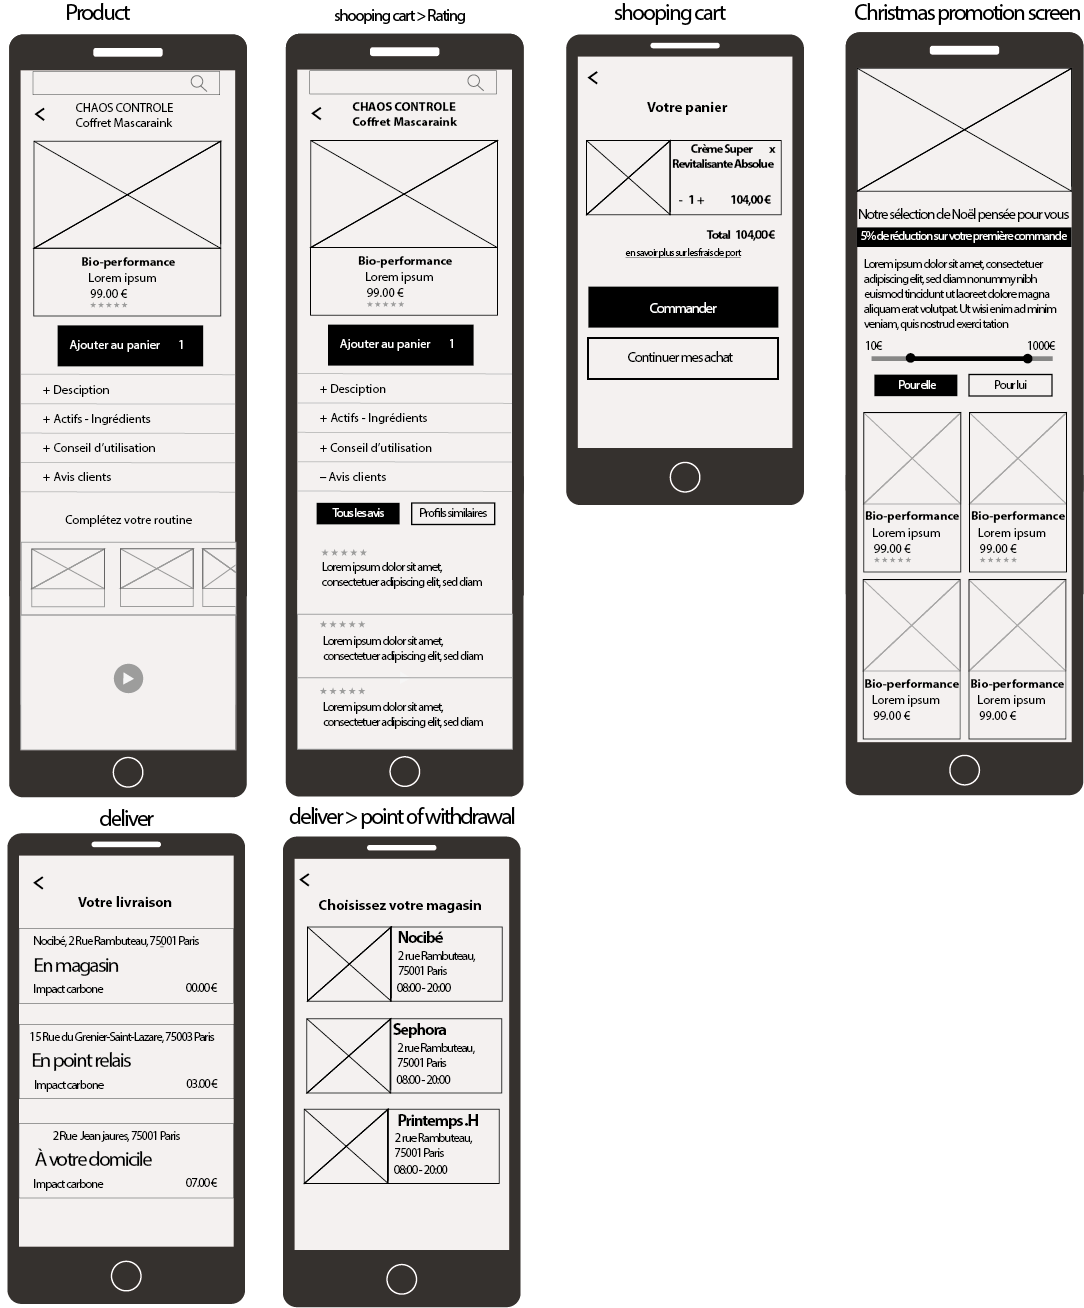 Product
CHAOS CONTROLE
Coffret Mascaraink
Bio-performance
Lorem ipsum
99.00 €
Ajouter au panier 1
+ Desciption
+ Actifs - Ingrédients
+ Conseil d’utilisation
+ Avis clients
Complétez votre routine
shooping cart > Rating
CHAOS CONTROLE
Coffret Mascaraink
Bio-performance
Lorem ipsum
99.00 €
Ajouter au panier 1
+ Desciption
+ Actifs - Ingrédients
+ Conseil d’utilisation
– Avis clients
Tous les avis Profils similaires
Lorem ipsum dolor sit amet,
consectetuer adipiscing elit, sed diam
Lorem ipsum dolor sit amet,
consectetuer adipiscing elit, sed diam
Lorem ipsum dolor sit amet,
consectetuer adipiscing elit, sed diam
shooping cart
Votre panier
Crème Super x
Revitalisante Absolue
- 1 + 104,00€
Total 104,00€
en savoir plus sur les frais de port
Commander
Continuer mes achat
Christmas promotion screen
Notre sélection de Noël pensée pour vous
5% de réduction sur votre première commande
Lorem ipsum dolor sit amet, consectetuer
adipiscing elit, sed diam nonummy nibh
euismod tincidunt ut laoreet dolore magna
aliquam erat volutpat. Ut wisi enim ad minim
veniam, quis nostrud exerci tation
10€ 1000€
Pour elle Pour lui
Bio-performance Bio-performance
Lorem ipsum Lorem ipsum
99.00 € 99.00 €
Bio-performance Bio-performance
Lorem ipsum Lorem ipsum
99.00 € 99.00 €
deliver
Votre livraison
Nocibé, 2 Rue Rambuteau, 75001 Paris
En magasin
Impact carbone 00.00 €
15 Rue du Grenier-Saint-Lazare, 75003 Paris
En point relais
Impact carbone 03.00 €
2 Rue Jean jaures, 75001 Paris
À votre domicile
Impact carbone 07.00 €
deliver > point of withdrawal
Choisissez votre magasin
Nocibé
2 rue Rambuteau,
75001 Paris
08:00 - 20:00
Sephora
2 rue Rambuteau,
75001 Paris
08:00 - 20:00
Printemps .H
2 rue Rambuteau,
75001 Paris
08:00 - 20:00